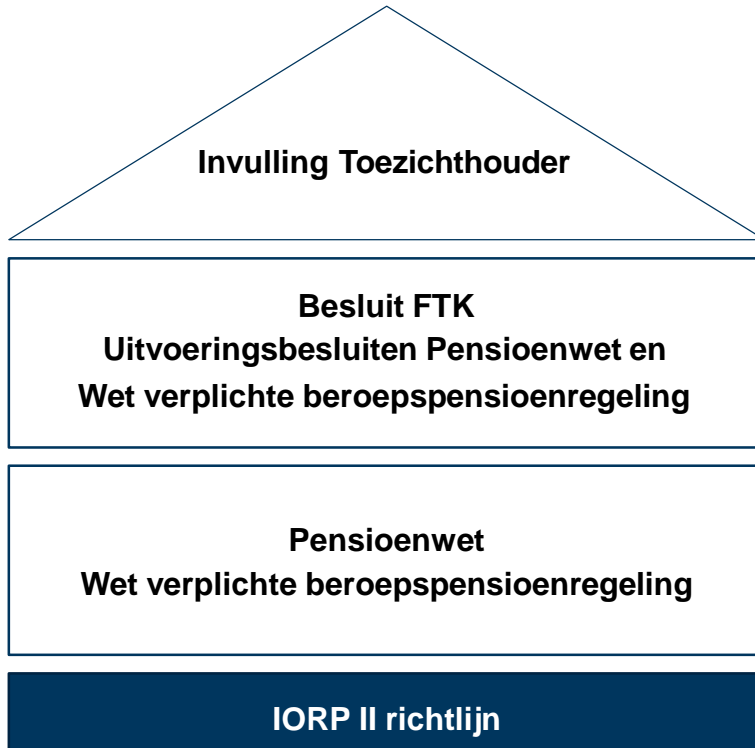 Invulling Toezichthouder
Besluit FTK
Uitvoeringsbesluiten Pensioenwet en
Wet verplichte beroepspensioenregeling
Pensioenwet
Wet verplichte beroepspensioenregeling
IORP II richtlijn